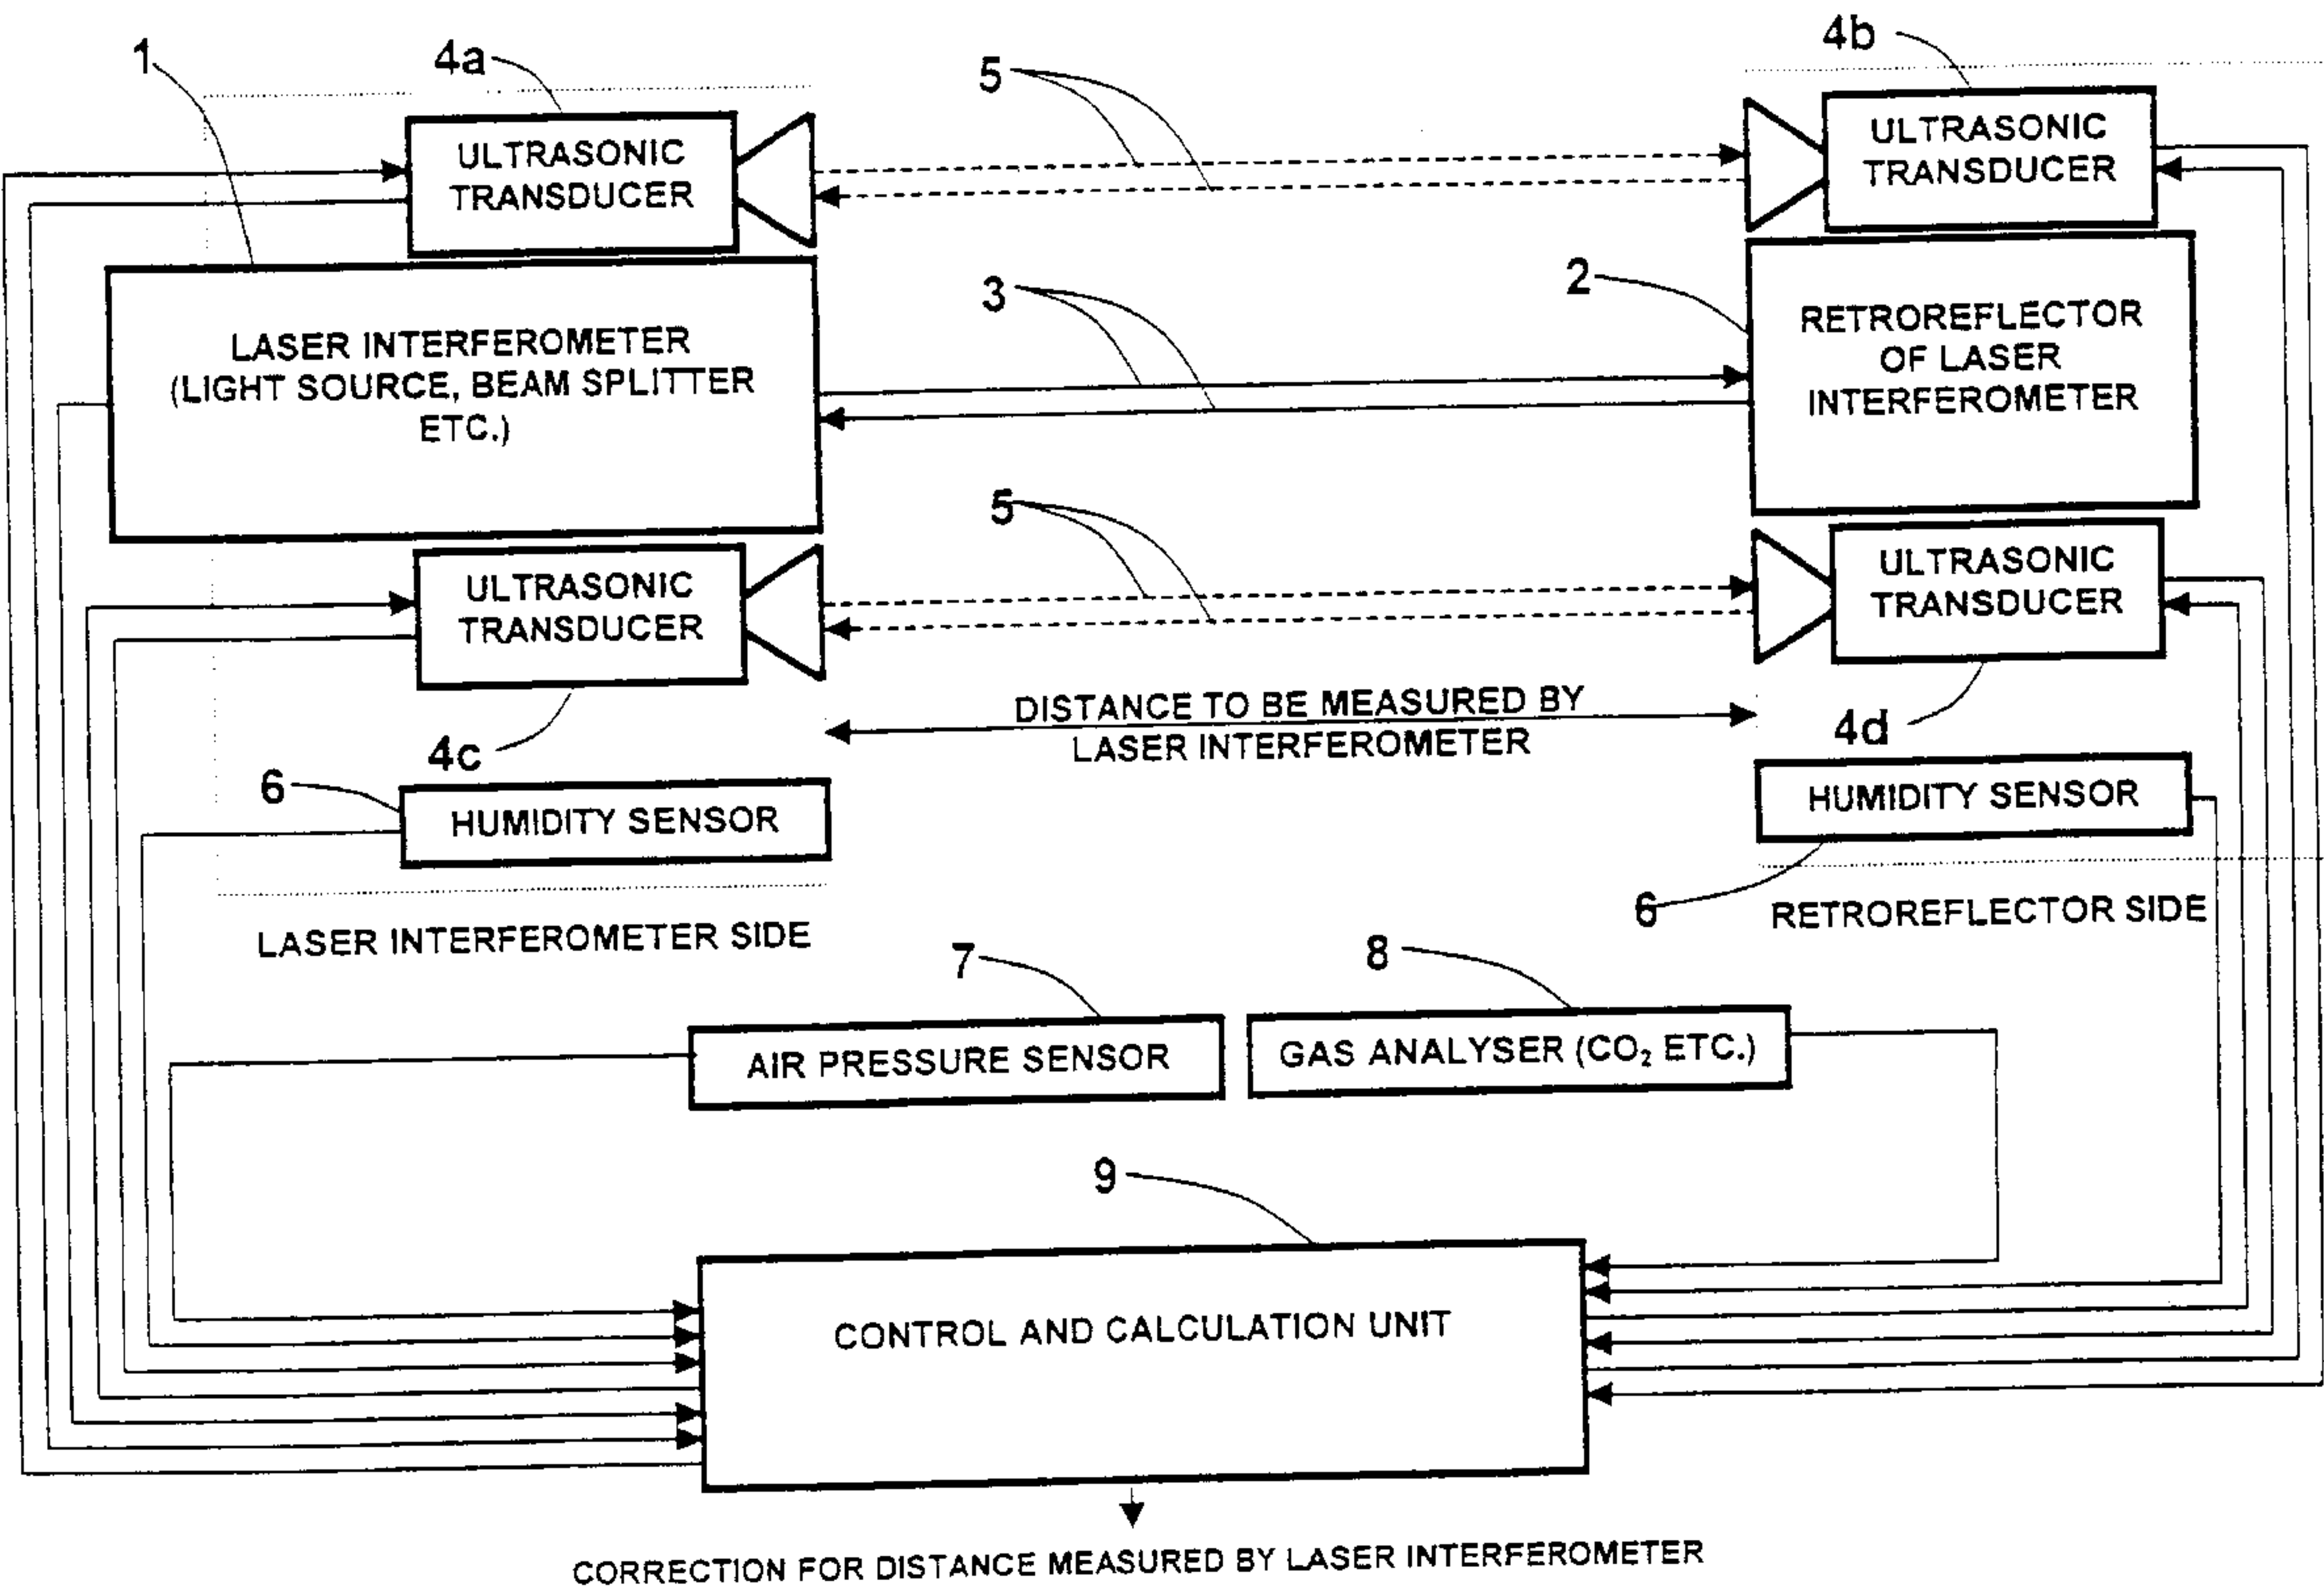 1
4a
5
4b
ULTRASONIC
TRANSDUCER
ULTRASONIC
TRANSDUCER
LASER INTERFEROMETER
(LIGHT SOURCE, BEAM SPLITTER
ETC.)
3
2
RETROREFLECTOR
OF LASER
INTERFEROMETER
5
ULTRASONIC
TRANSDUCER
ULTRASONIC
TRANSDUCER
4c
DISTANCE TO BE MEASURED BY
LASER INTERFEROMETER
4d
6
HUMIDITY SENSOR
HUMIDITY SENSOR
6
LASER INTERFEROMETER SIDE
RETROREFLECTOR SIDE
7
8
AIR PRESSURE SENSOR
GAS ANALYSER (CO₂ ETC.)
9
CONTROL AND CALCULATION UNIT
CORRECTION FOR DISTANCE MEASURED BY LASER INTERFEROMETER